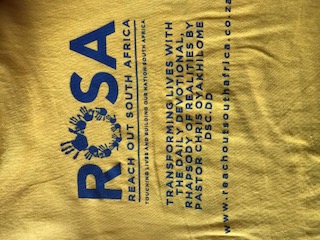 ROSA
REACH OUT SOUTH AFRICA
TOUCHING LIVES AND BUILDING OUR NATION SOUTH AFRICA
TRANSFORMING LIVES WITH
THE DAILY DEVOTIONAL,
RHAPSODY OF REALITIES BY
PASTOR CHRIS OYAKHILOME
DSC.DD
www.reachoutsouthafrica.co.za